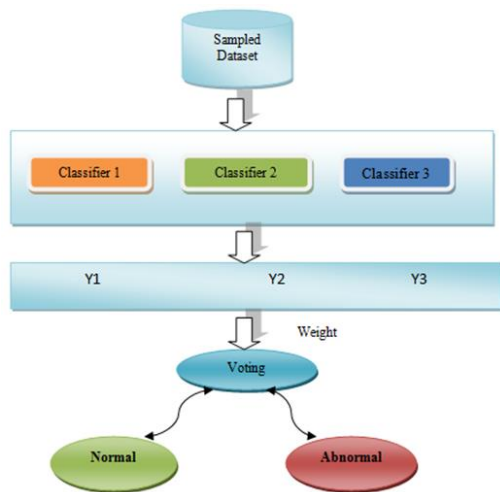 Sampled
Dataset
Classifier 1
Classifier 2
Classifier 3
Y1
Y2
Y3
Weight
Voting
Normal
Abnormal